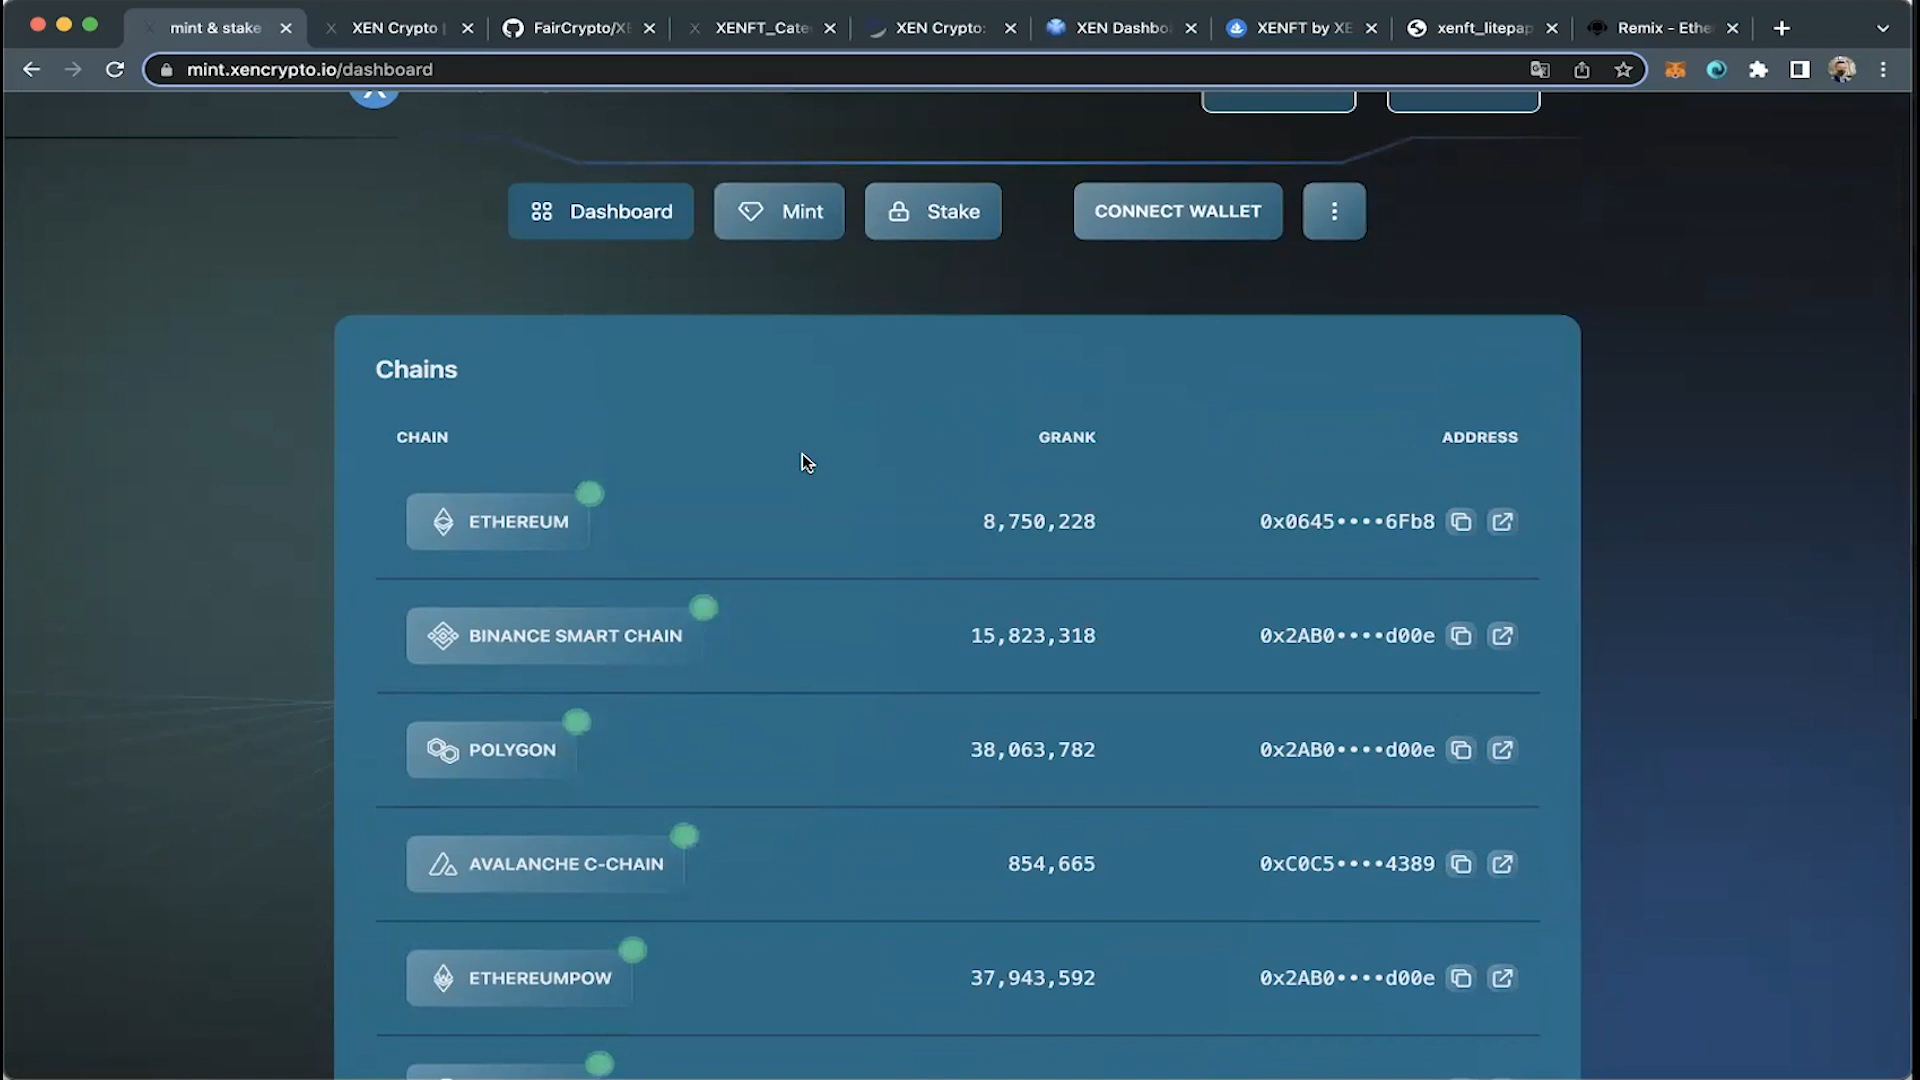 mint & stake
XEN Crypto |
FairCrypto/XE
XENFT_Cate
XEN Crypto:
XEN Dashbo
XENFT by XE
xenft_litepap
Remix - Ethe
mint.xencrypto.io/dashboard
Dashboard
Mint
Stake
CONNECT WALLET
Chains
CHAIN GRANK ADDRESS
ETHEREUM 8,750,228 0x0645••••6Fb8
BINANCE SMART CHAIN 15,823,318 0x2AB0••••d00e
POLYGON 38,063,782 0x2AB0••••d00e
AVALANCHE C-CHAIN 854,665 0xC0C5••••4389
ETHEREUMPOW 37,943,592 0x2AB0••••d00e